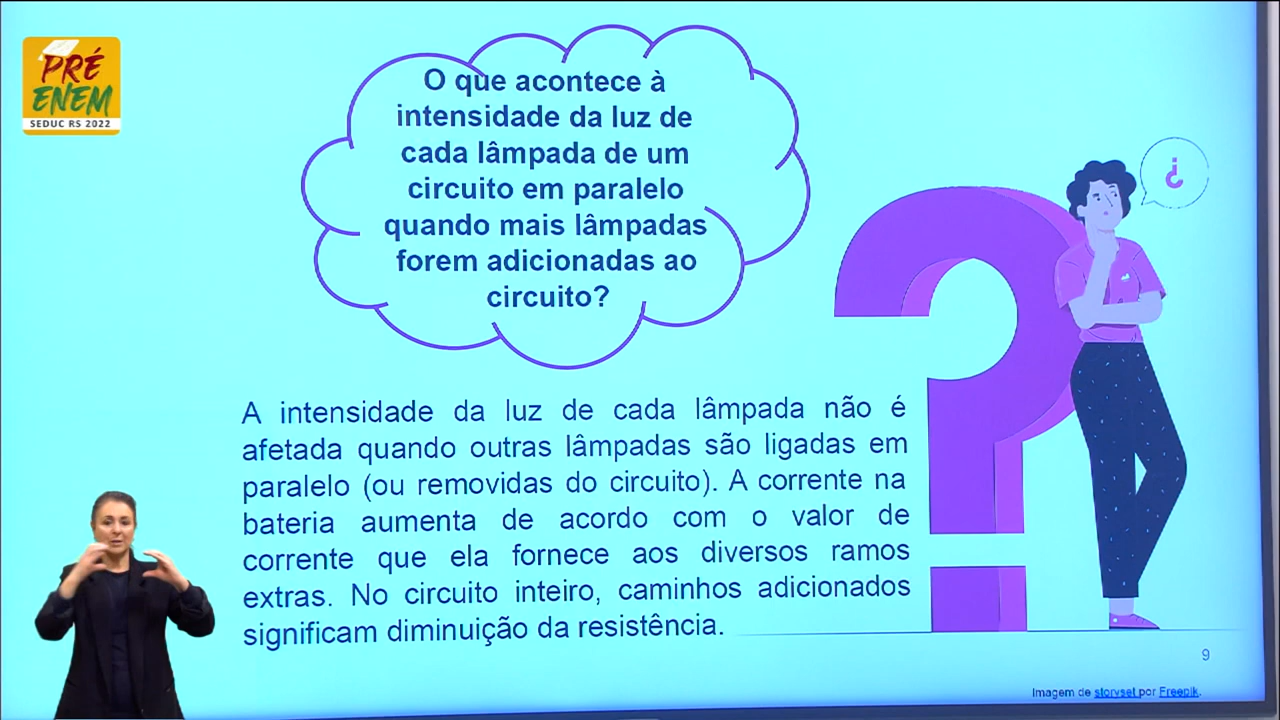 PRÉ
ENEM
SEDUC RS 2022
O que acontece à
intensidade da luz de
cada lâmpada de um
circuito em paralelo
quando mais lâmpadas
forem adicionadas ao
circuito?
¿
A intensidade da luz de cada lâmpada não é
afetada quando outras lâmpadas são ligadas em
paralelo (ou removidas do circuito). A corrente na
bateria aumenta de acordo com o valor de
corrente que ela fornece aos diversos ramos
extras. No circuito inteiro, caminhos adicionados
significam diminuição da resistência.
9
Imagem de storyset por Freepik.